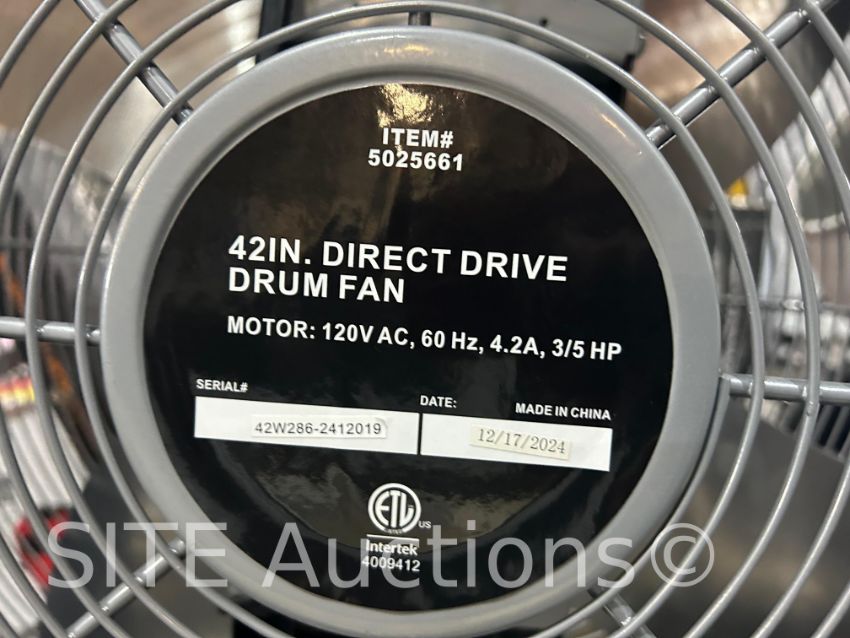 ITEM#
5025661
42IN. DIRECT DRIVE
DRUM FAN
MOTOR: 120V AC, 60 Hz, 4.2A, 3/5 HP
SERIAL#
DATE:
MADE IN CHINA
42W286-2412019
12/17/2024
ETL
LISTED
US
Intertek
4009412
SITE Auctions©